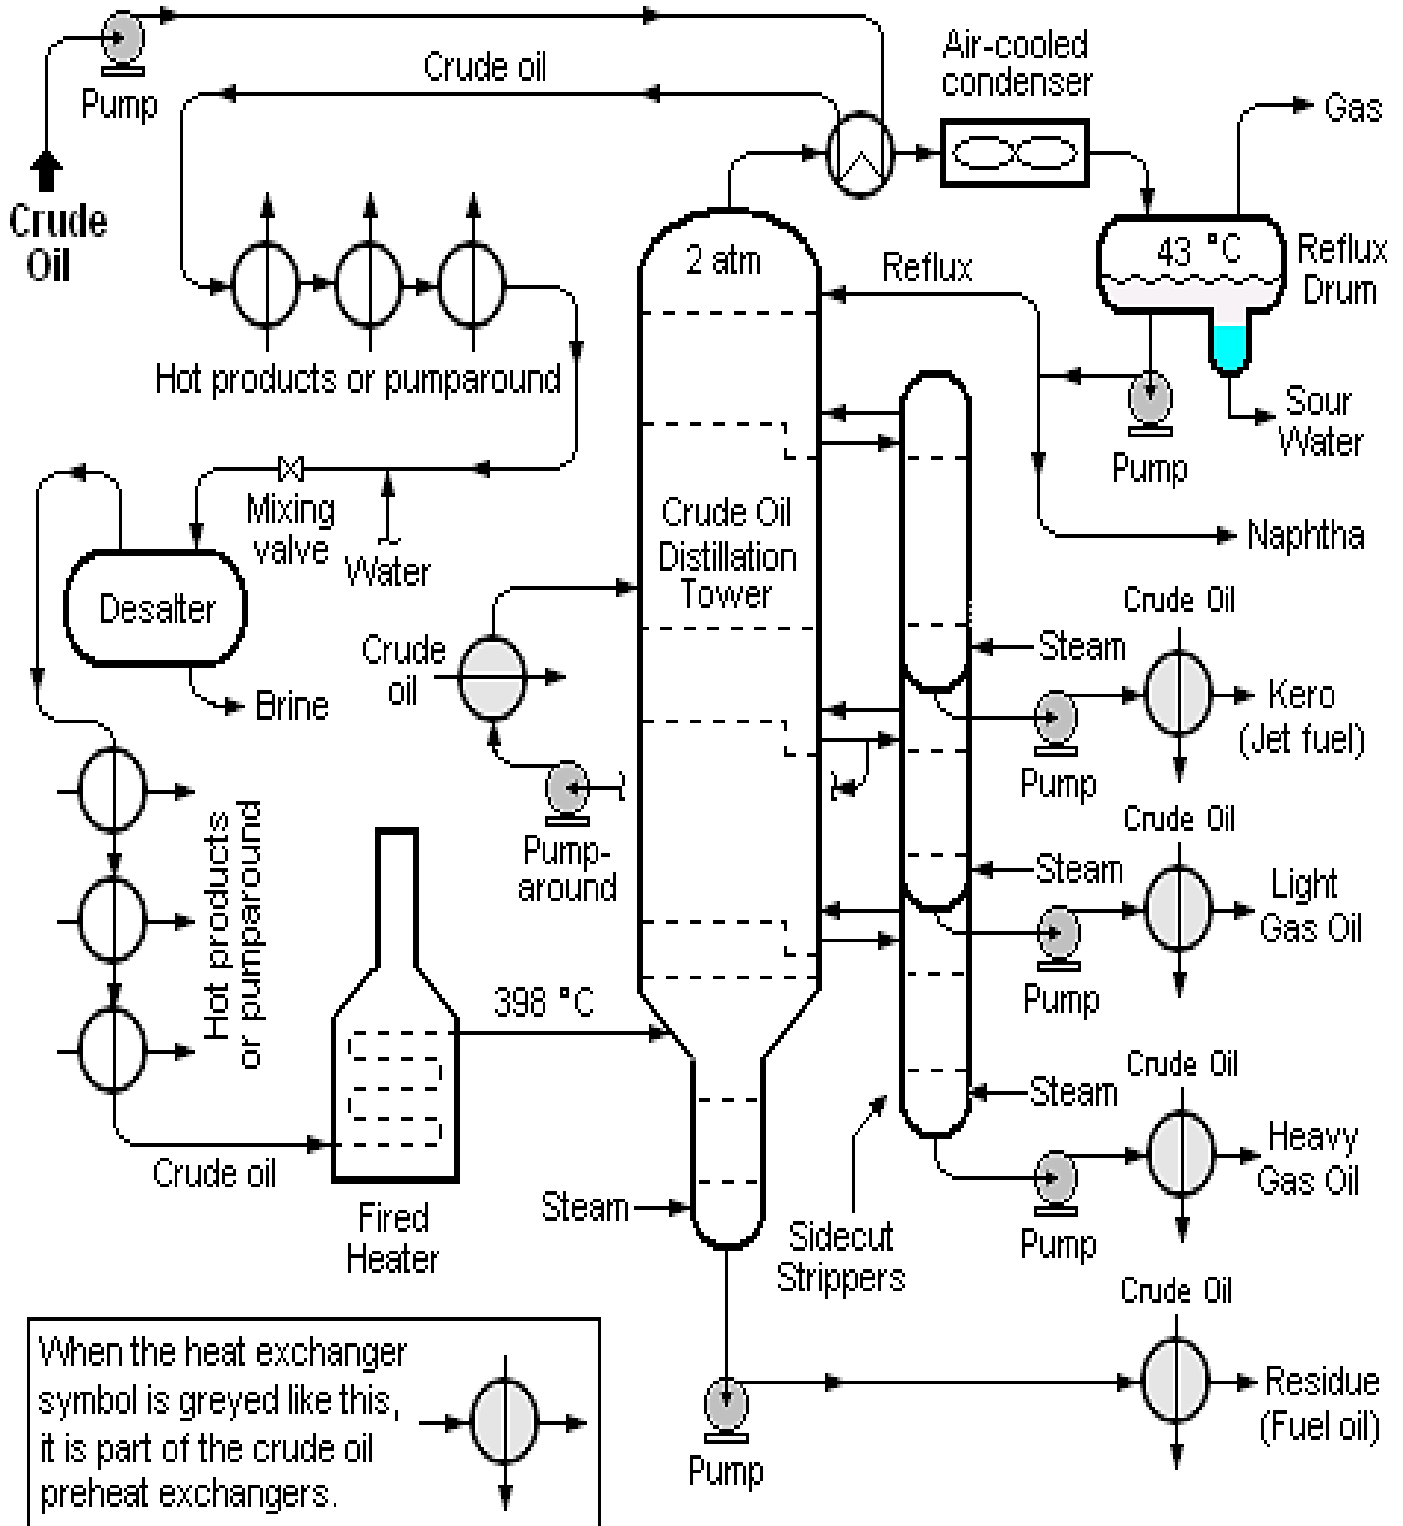 Crude oil
Air-cooled
condenser
Gas
Pump
Crude
Oil
2 atm
Reflux
43 °C
Reflux
Drum
Hot products or pumparound
Sour
Water
Pump
Mixing
valve
Water
Crude Oil
Distillation
Tower
Naphtha
Desalter
Crude Oil
Crude
oil
Steam
Brine
Kero
(Jet fuel)
Pump
Hot products
or pumparound
Crude Oil
Pump-
around
Steam
Light
Gas Oil
Pump
398 °C
Crude Oil
Steam
Heavy
Gas Oil
Crude oil
Fired
Heater
Steam
Sidecut
Strippers
Pump
Crude Oil
When the heat exchanger
symbol is greyed like this,
it is part of the crude oil
preheat exchangers.
Pump
Residue
(Fuel oil)